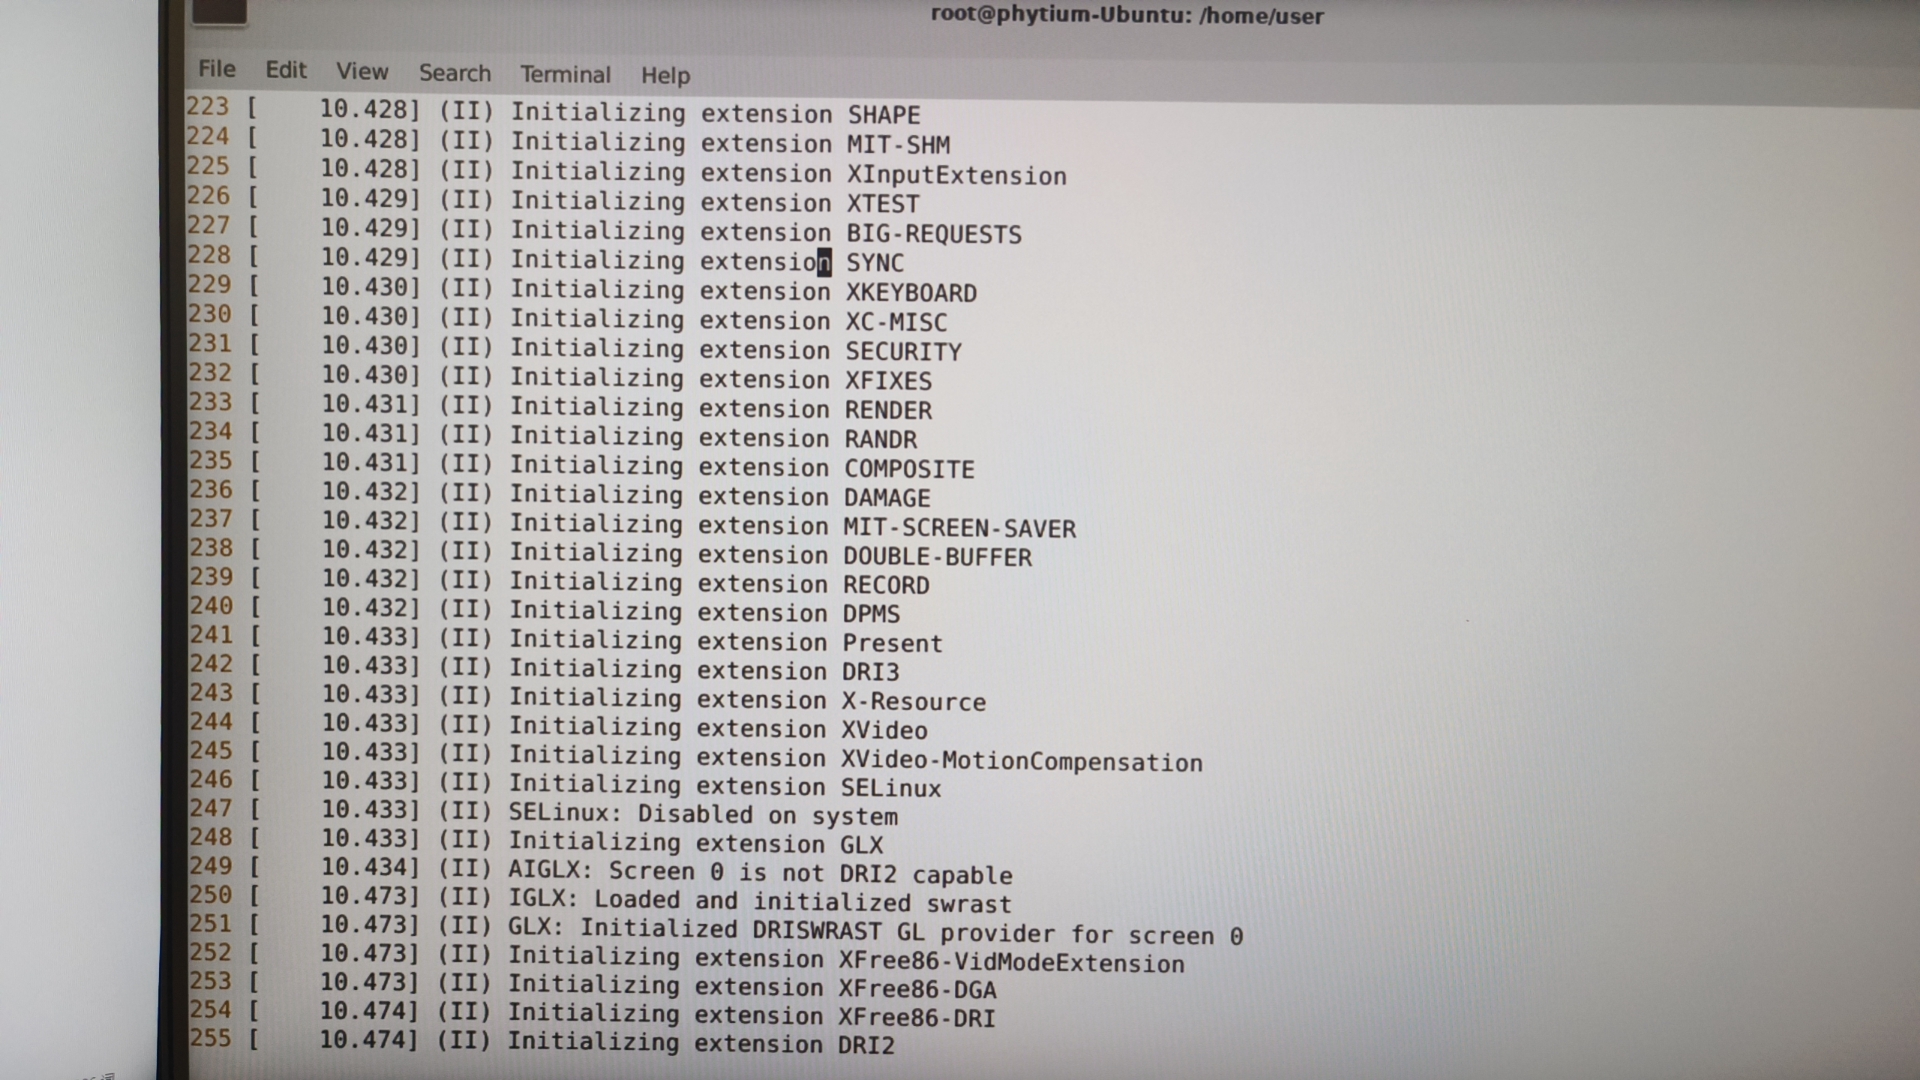 root@phytium-Ubuntu: /home/user
File Edit View Search Terminal Help
223 [ 10.428] (II) Initializing extension SHAPE
224 [ 10.428] (II) Initializing extension MIT-SHM
225 [ 10.428] (II) Initializing extension XInputExtension
226 [ 10.429] (II) Initializing extension XTEST
227 [ 10.429] (II) Initializing extension BIG-REQUESTS
228 [ 10.429] (II) Initializing extension SYNC
229 [ 10.430] (II) Initializing extension XKEYBOARD
230 [ 10.430] (II) Initializing extension XC-MISC
231 [ 10.430] (II) Initializing extension SECURITY
232 [ 10.430] (II) Initializing extension XFIXES
233 [ 10.431] (II) Initializing extension RENDER
234 [ 10.431] (II) Initializing extension RANDR
235 [ 10.431] (II) Initializing extension COMPOSITE
236 [ 10.432] (II) Initializing extension DAMAGE
237 [ 10.432] (II) Initializing extension MIT-SCREEN-SAVER
238 [ 10.432] (II) Initializing extension DOUBLE-BUFFER
239 [ 10.432] (II) Initializing extension RECORD
240 [ 10.432] (II) Initializing extension DPMS
241 [ 10.433] (II) Initializing extension Present
242 [ 10.433] (II) Initializing extension DRI3
243 [ 10.433] (II) Initializing extension X-Resource
244 [ 10.433] (II) Initializing extension XVideo
245 [ 10.433] (II) Initializing extension XVideo-MotionCompensation
246 [ 10.433] (II) Initializing extension SELinux
247 [ 10.433] (II) SELinux: Disabled on system
248 [ 10.433] (II) Initializing extension GLX
249 [ 10.434] (II) AIGLX: Screen 0 is not DRI2 capable
250 [ 10.473] (II) IGLX: Loaded and initialized swrast
251 [ 10.473] (II) GLX: Initialized DRISWRAST GL provider for screen 0
252 [ 10.473] (II) Initializing extension XFree86-VidModeExtension
253 [ 10.473] (II) Initializing extension XFree86-DGA
254 [ 10.474] (II) Initializing extension XFree86-DRI
255 [ 10.474] (II) Initializing extension DRI2